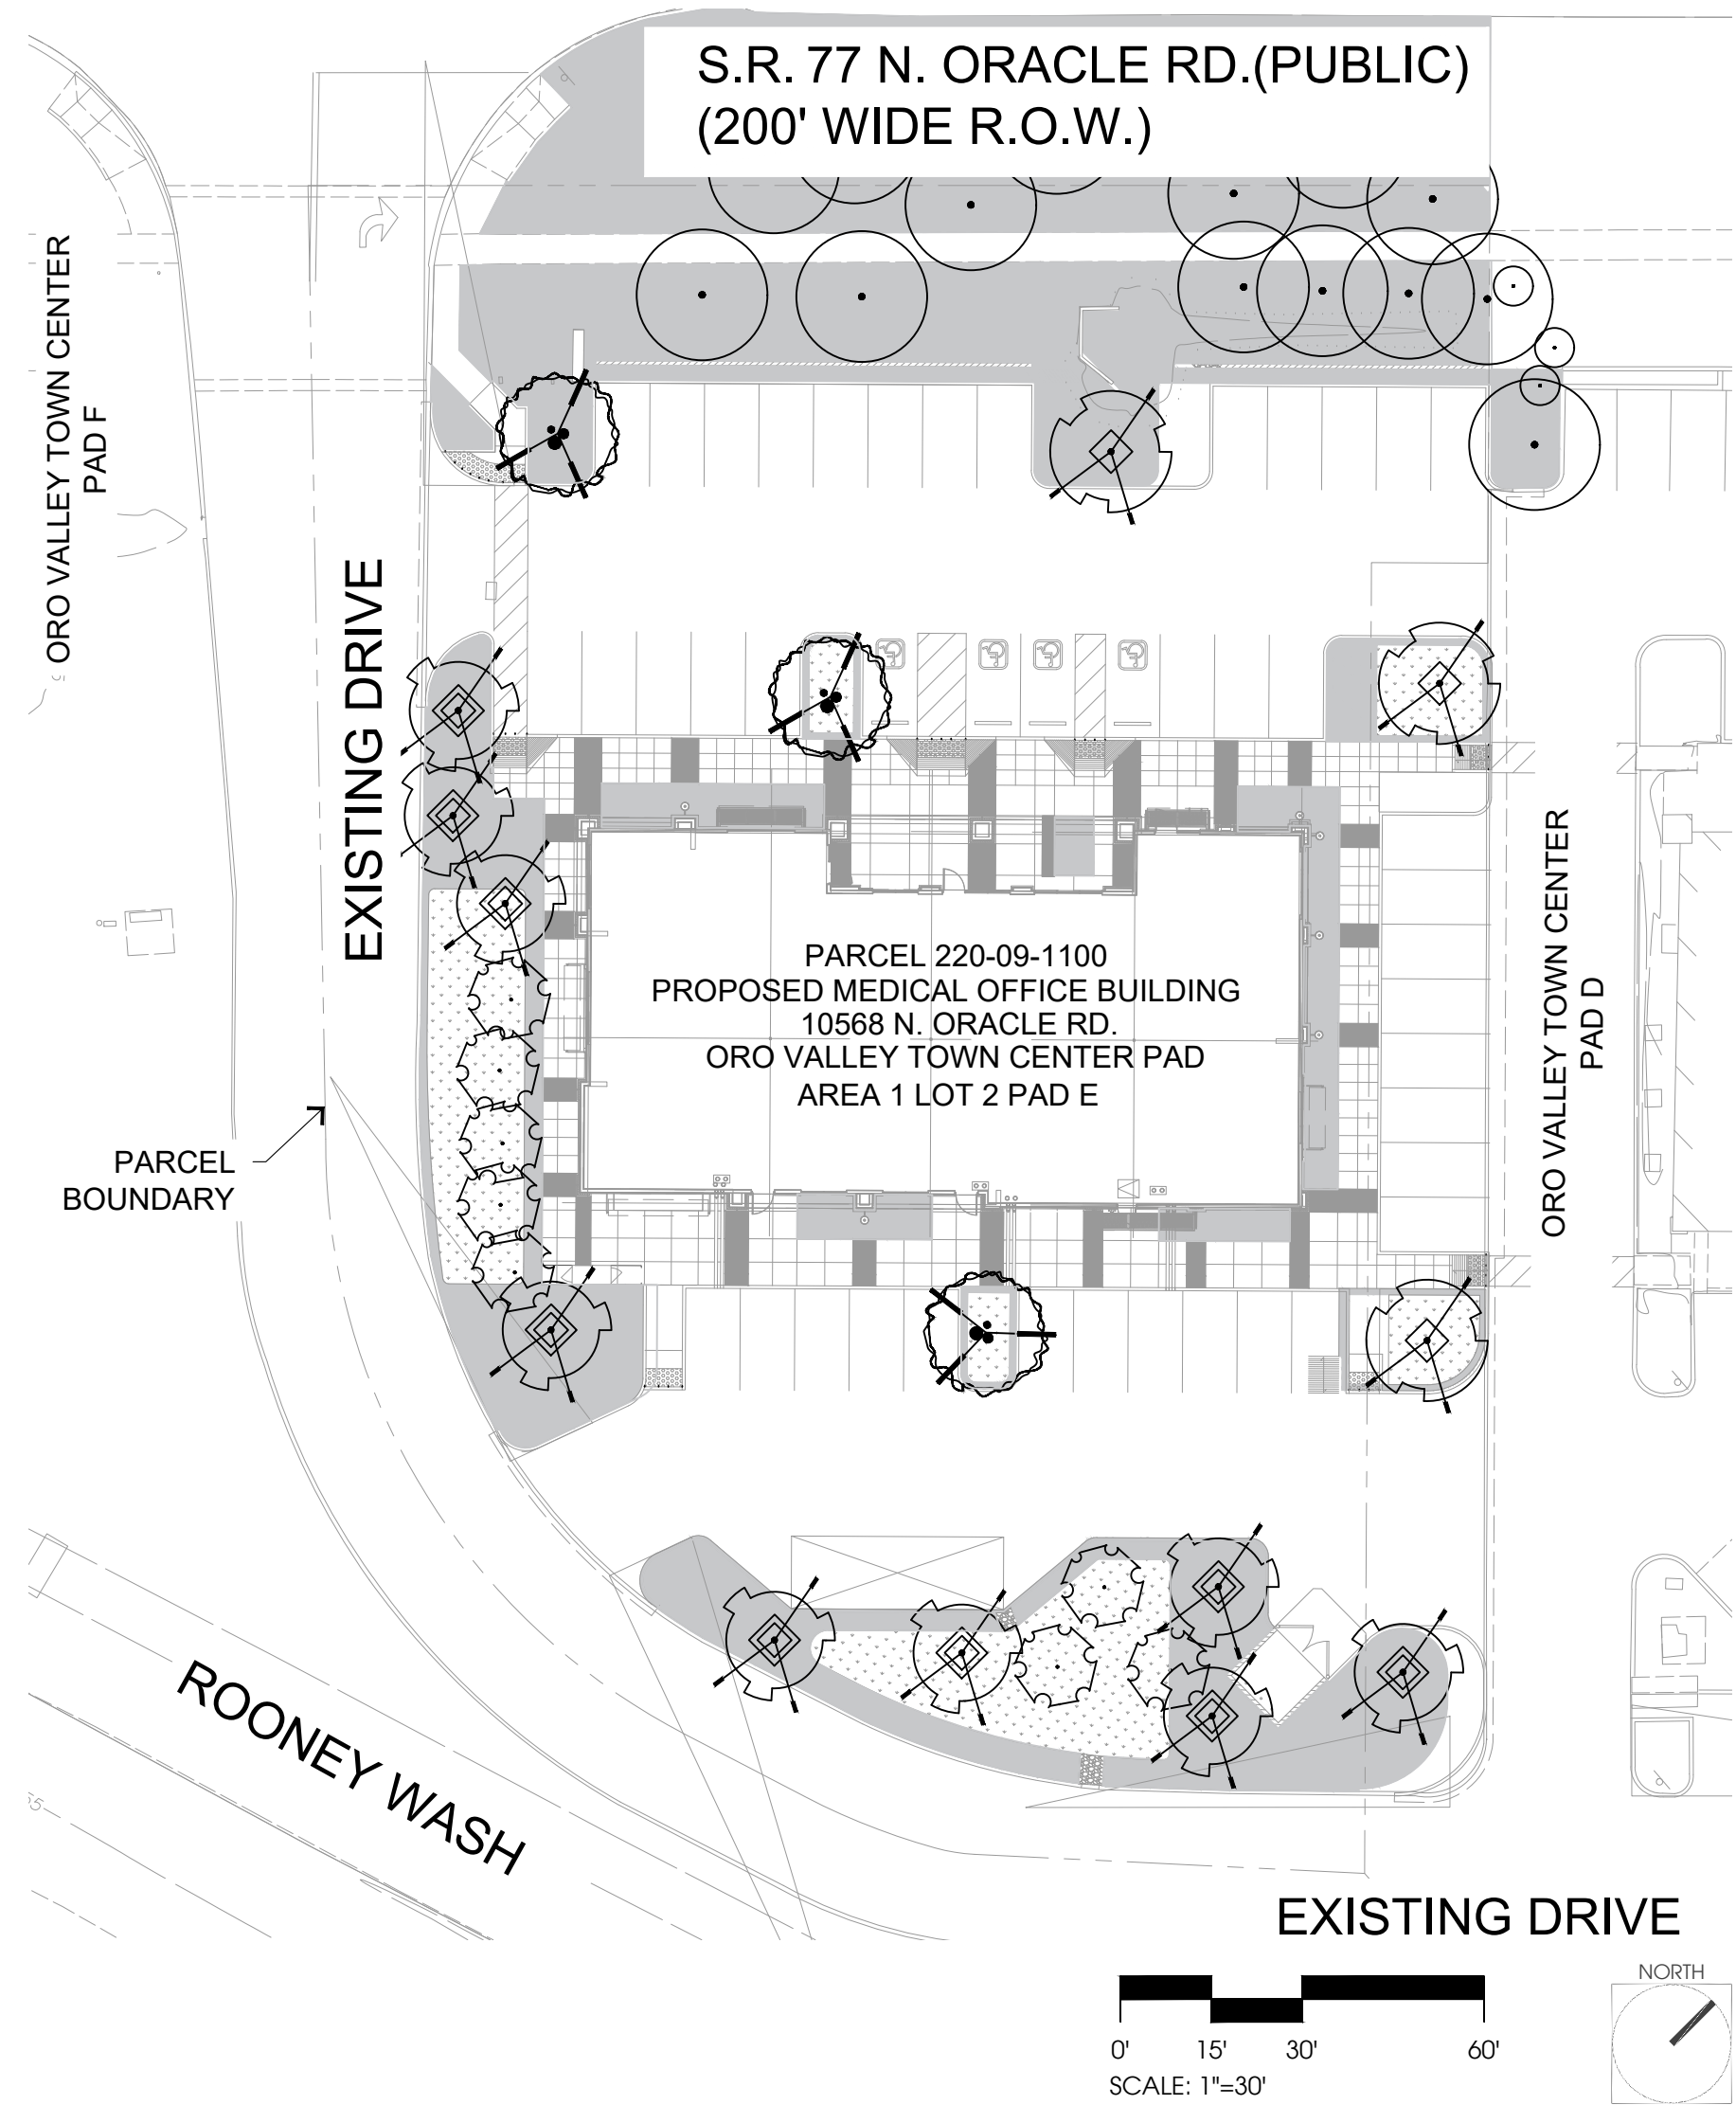 S.R. 77 N. ORACLE RD.(PUBLIC)
(200' WIDE R.O.W.)
ORO VALLEY TOWN CENTER
PAD F
EXISTING DRIVE
PARCEL 220-09-1100
PROPOSED MEDICAL OFFICE BUILDING
10568 N. ORACLE RD.
ORO VALLEY TOWN CENTER PAD
AREA 1 LOT 2 PAD E
ORO VALLEY TOWN CENTER
PAD D
PARCEL
BOUNDARY
ROONEY WASH
EXISTING DRIVE
NORTH
0' 15' 30' 60'
SCALE: 1"=30'